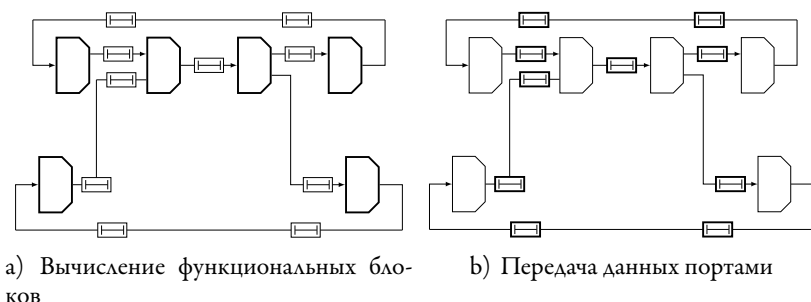 a) Вычисление функциональных бло-
ков
b) Передача данных портами